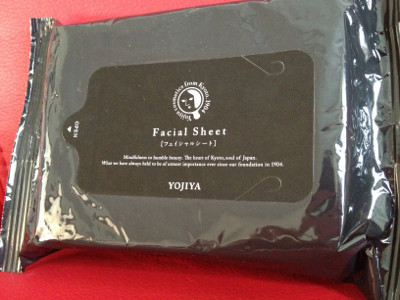 Yojiya cosmetics from Kyoto, 1904
OPEN
Facial Sheet
[フェイシャルシート]
Mindfulness to humble beauty. The heart of Kyoto, soul of Japan.
What we have always held to be of utmost importance ever since our foundation in 1904.
YOJIYA